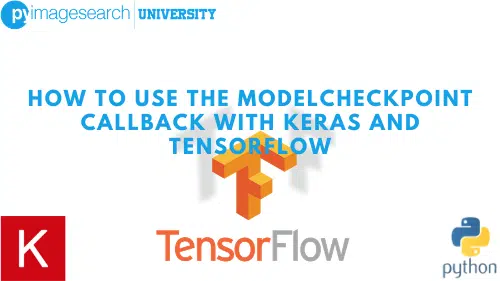 pyimagesearch UNIVERSITY
HOW TO USE THE MODELCHECKPOINT
CALLBACK WITH KERAS AND
TENSORFLOW
K
TensorFlow
python